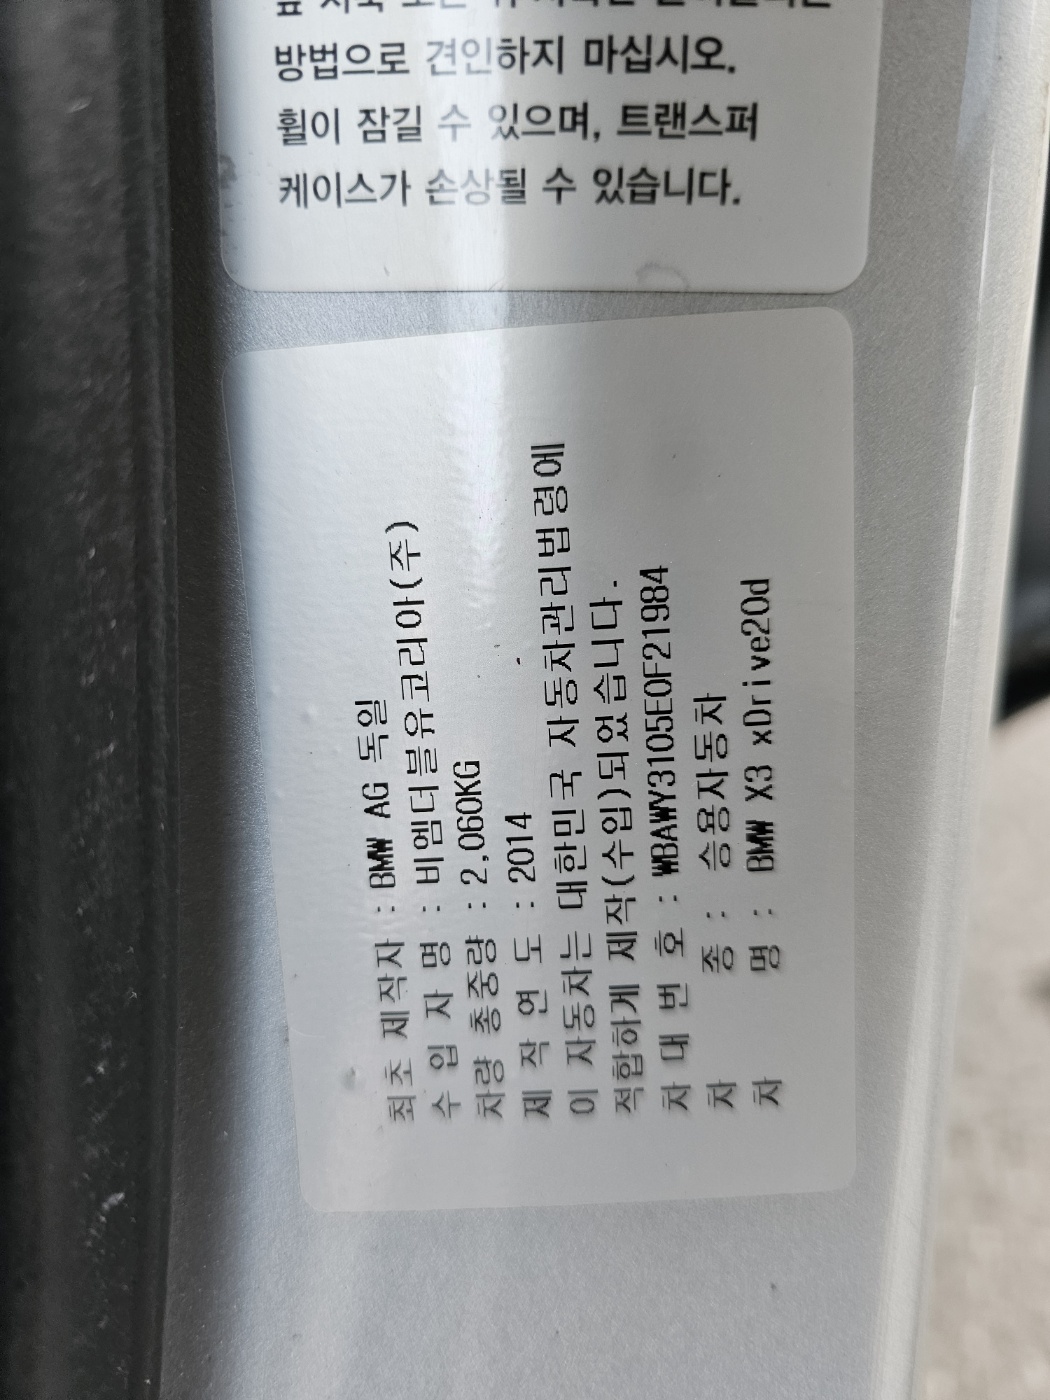 방법으로 견인하지 마십시오.
휠이 잠길 수 있으며, 트랜스퍼
케이스가 손상될 수 있습니다.
최초 제작자 : BMW AG 독일
수 입 자 명 : 비엠더블유코리아(주)
차량 총중량 : 2,060KG
제 작 연 도 : 2014
이 자동차는 대한민국 자동차관리법령에
적합하게 제작(수입)되었습니다.
차 대 번 호 : WBAWY3105E0F21984
차 종 : 승용자동차
차 명 : BMW X3 xDrive20d